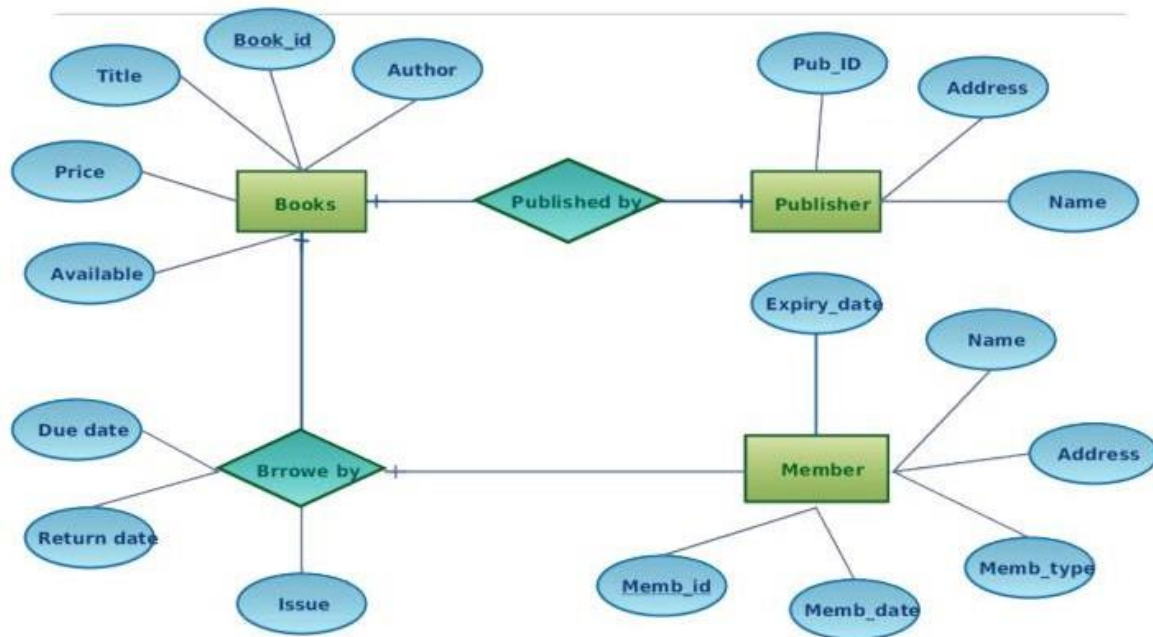 Book_id
Title
Author
Price
Books
Available
Published by
Pub_ID
Address
Publisher
Name
Expiry_date
Name
Due date
Brrowe by
Member
Address
Return date
Issue
Memb_id
Memb_date
Memb_type